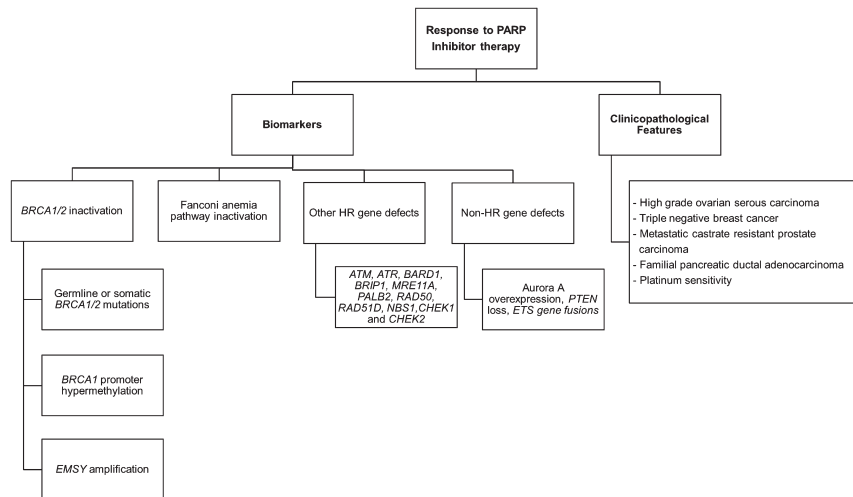 Response to PARP
Inhibitor therapy
Biomarkers
Clinicopathological
Features
BRCA1/2 inactivation
Fanconi anemia
pathway inactivation
Other HR gene defects
Non-HR gene defects
- High grade ovarian serous carcinoma
- Triple negative breast cancer
- Metastatic castrate resistant prostate
carcinoma
- Familial pancreatic ductal adenocarcinoma
- Platinum sensitivity
Germline or somatic
BRCA1/2 mutations
ATM, ATR, BARD1,
BRIP1, MRE11A,
PALB2, RAD50,
RAD51D, NBS1,CHEK1
and CHEK2
Aurora A
overexpression, PTEN
loss, ETS gene fusions
BRCA1 promoter
hypermethylation
EMSY amplification